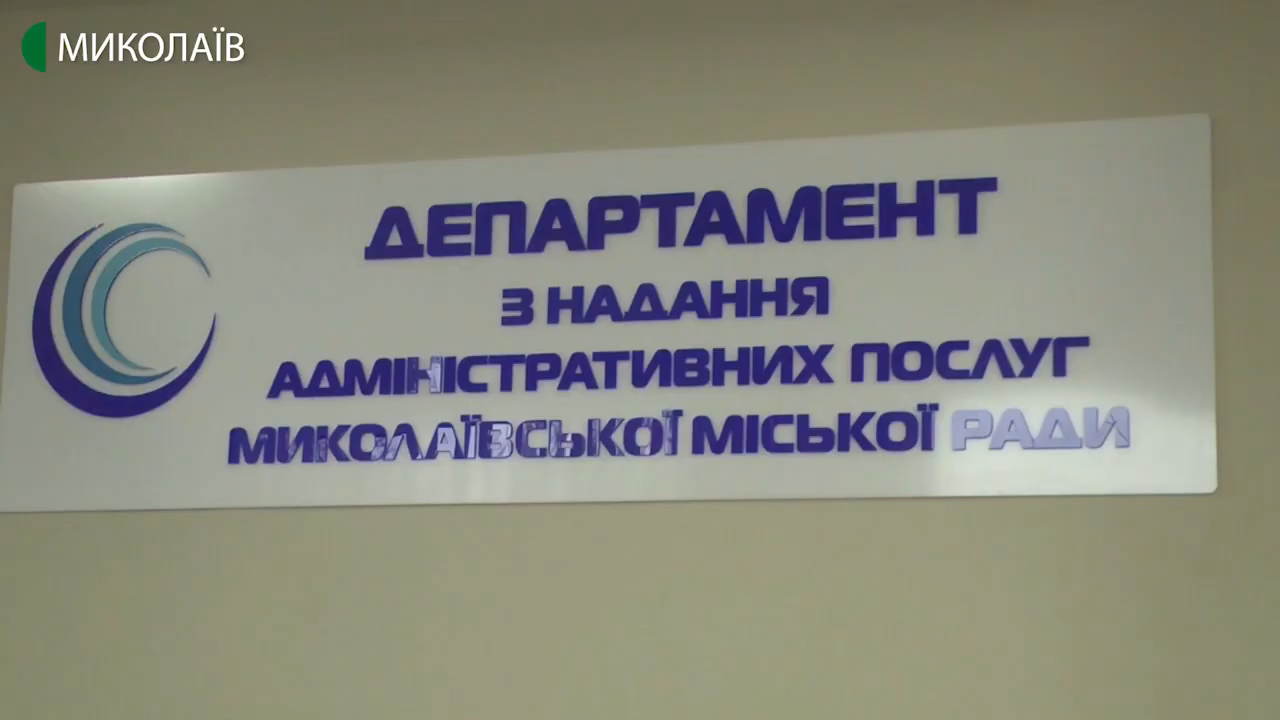 МИКОЛАЇВ
ДЕПАРТАМЕНТ
З НАДАННЯ
АДМІНІСТРАТИВНИХ ПОСЛУГ
МИКОЛАЇВСЬКОЇ МІСЬКОЇ РАДИ